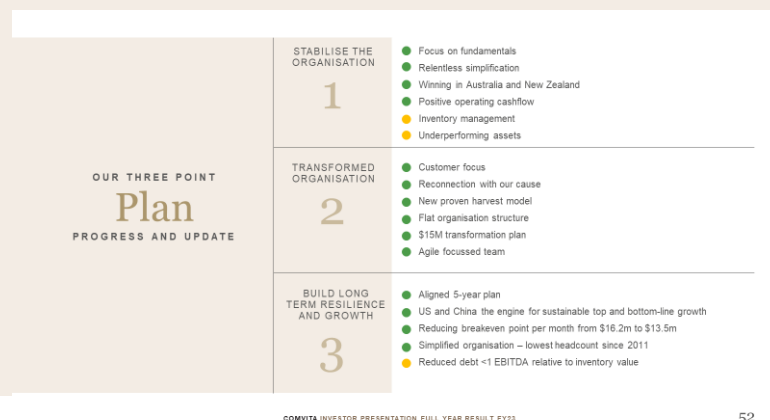 OUR THREE POINT
Plan
PROGRESS AND UPDATE
STABILISE THE
ORGANISATION
1
Focus on fundamentals
Relentless simplification
Winning in Australia and New Zealand
Positive operating cashflow
Inventory management
Underperforming assets
TRANSFORMED
ORGANISATION
2
Customer focus
Reconnection with our cause
New proven harvest model
Flat organisation structure
$15M transformation plan
Agile focussed team
BUILD LONG
TERM RESILIENCE
AND GROWTH
3
Aligned 5-year plan
US and China the engine for sustainable top and bottom-line growth
Reducing breakeven point per month from $16.2m to $13.5m
Simplified organisation – lowest headcount since 2011
Reduced debt <1 EBITDA relative to inventory value
COMVITA INVESTOR PRESENTATION FULL YEAR RESULT FY23
52